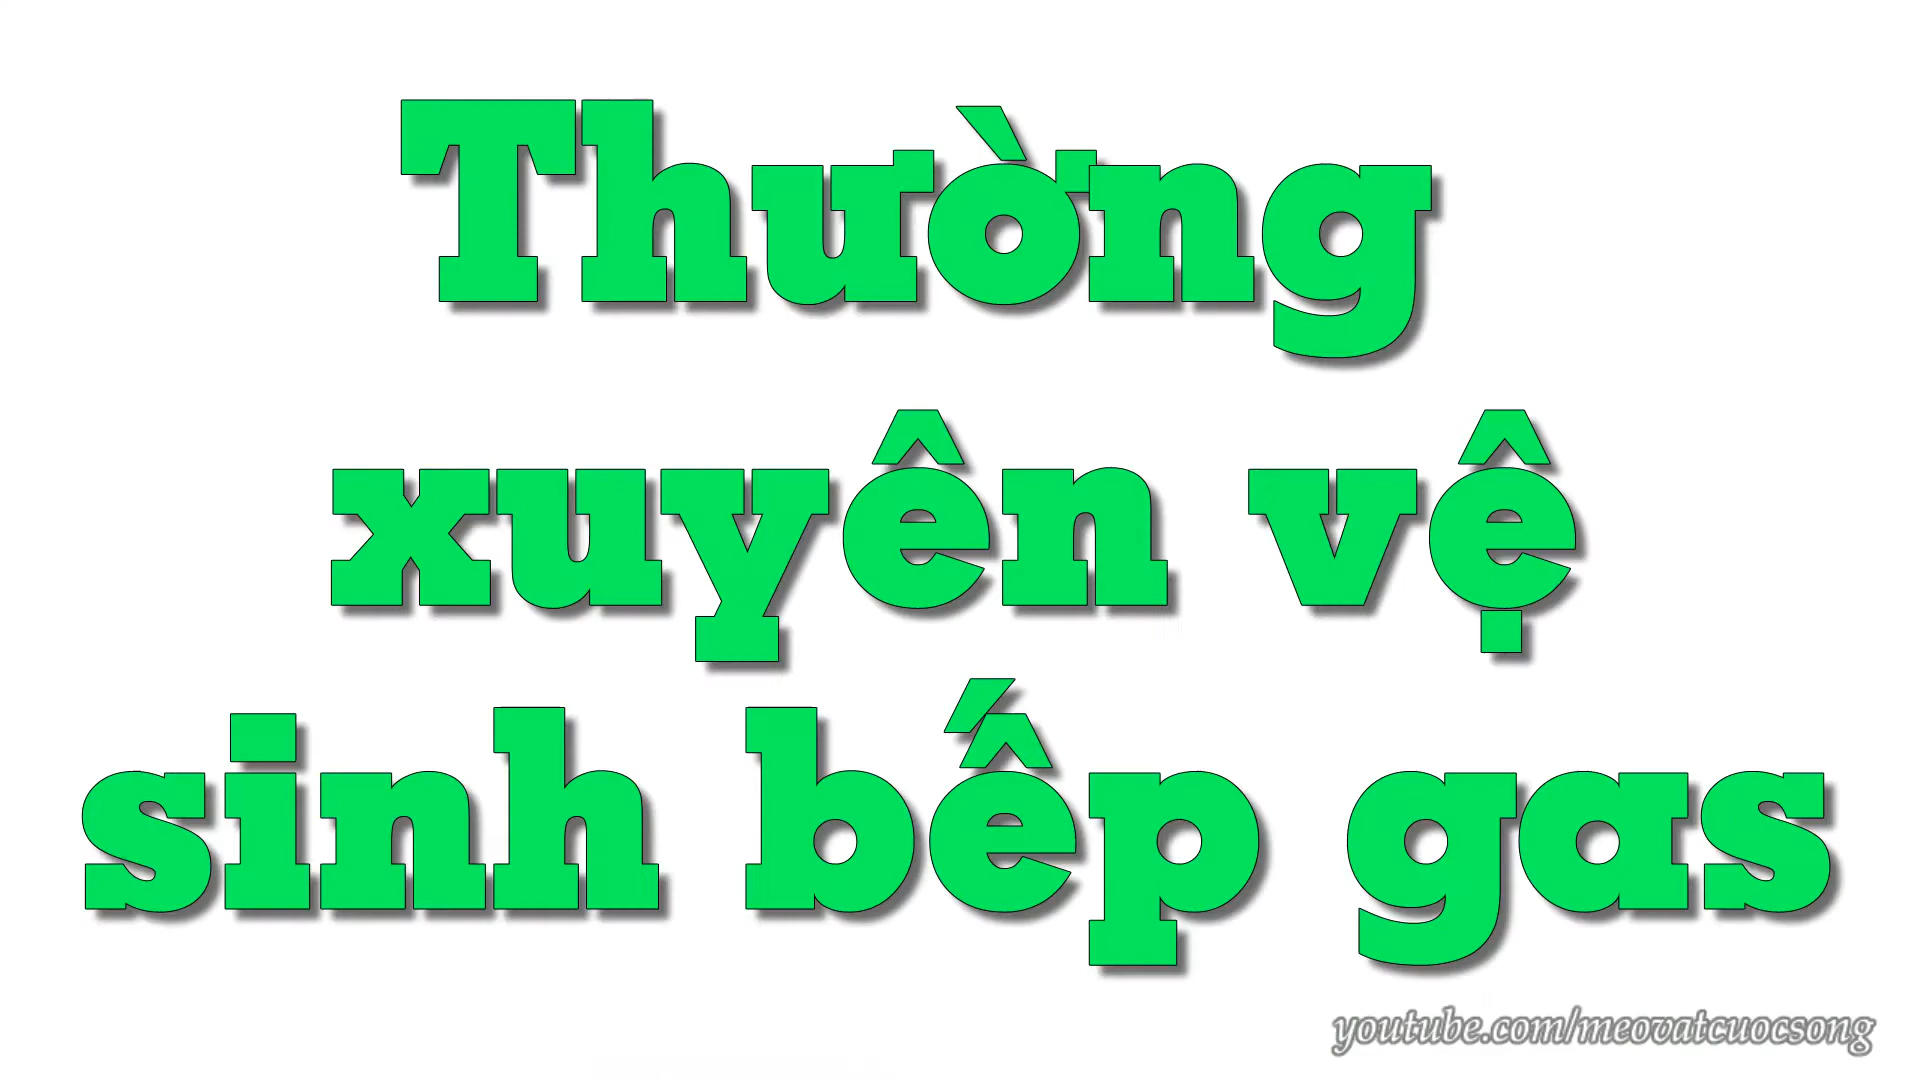 Thường
xuyên vệ
sinh bếp gas
youtube.com/meovatcuocsong